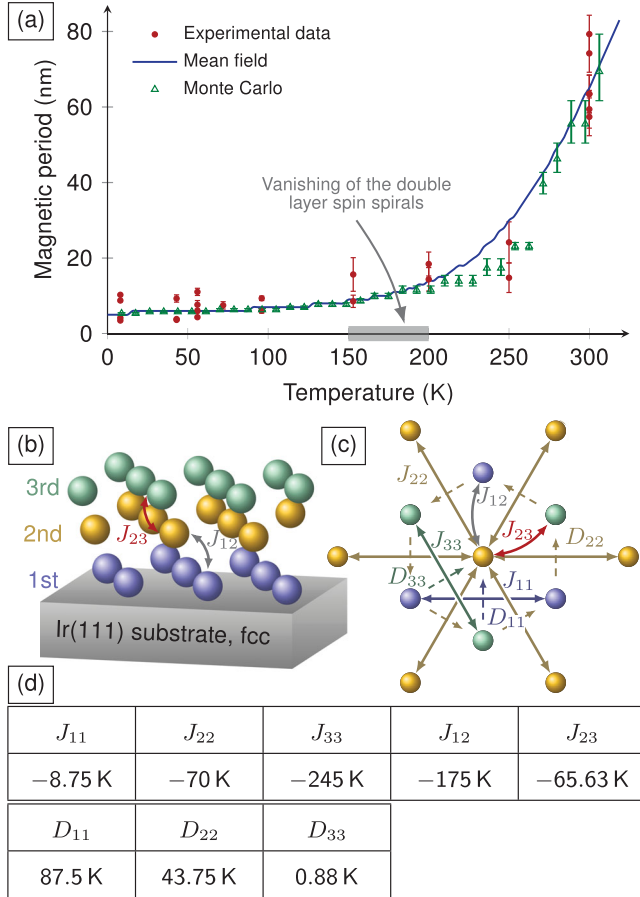 (a)
Experimental data
Mean field
Monte Carlo
Magnetic period (nm)
80
60
40
20
0
Vanishing of the double
layer spin spirals
0
50
100
150
200
250
300
Temperature (K)
(b)
3rd
2nd
1st
J₂₃
J₁₂
Ir(111) substrate, fcc
(c)
J₂₂
J₁₂
J₃₃
J₂₃
D₂₂
D₃₃
J₁₁
D₁₁
(d)
J₁₁ J₂₂ J₃₃ J₁₂ J₂₃
−8.75 K −70 K −245 K −175 K −65.63 K
D₁₁ D₂₂ D₃₃
87.5 K 43.75 K 0.88 K